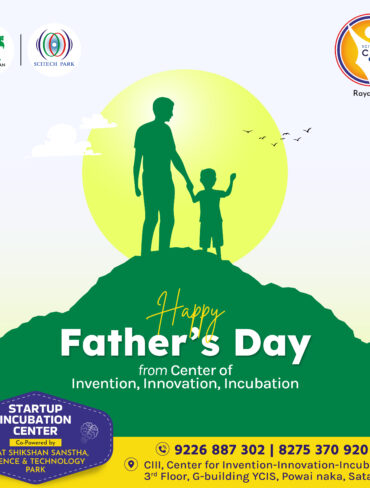 SCITECH PARK
Happy
Father's Day
from Center of
Invention, Innovation, Incubation
STARTUP
INCUBATION
CENTER
Co-Powered by
AT SHIKSHAN SANSTHA,
ENCE & TECHNOLOGY
PARK
9226 887 302 | 8275 370 920
CIII, Center for Invention-Innovation-Incub
3rd Floor, G-building YCIS, Powai naka, Sata